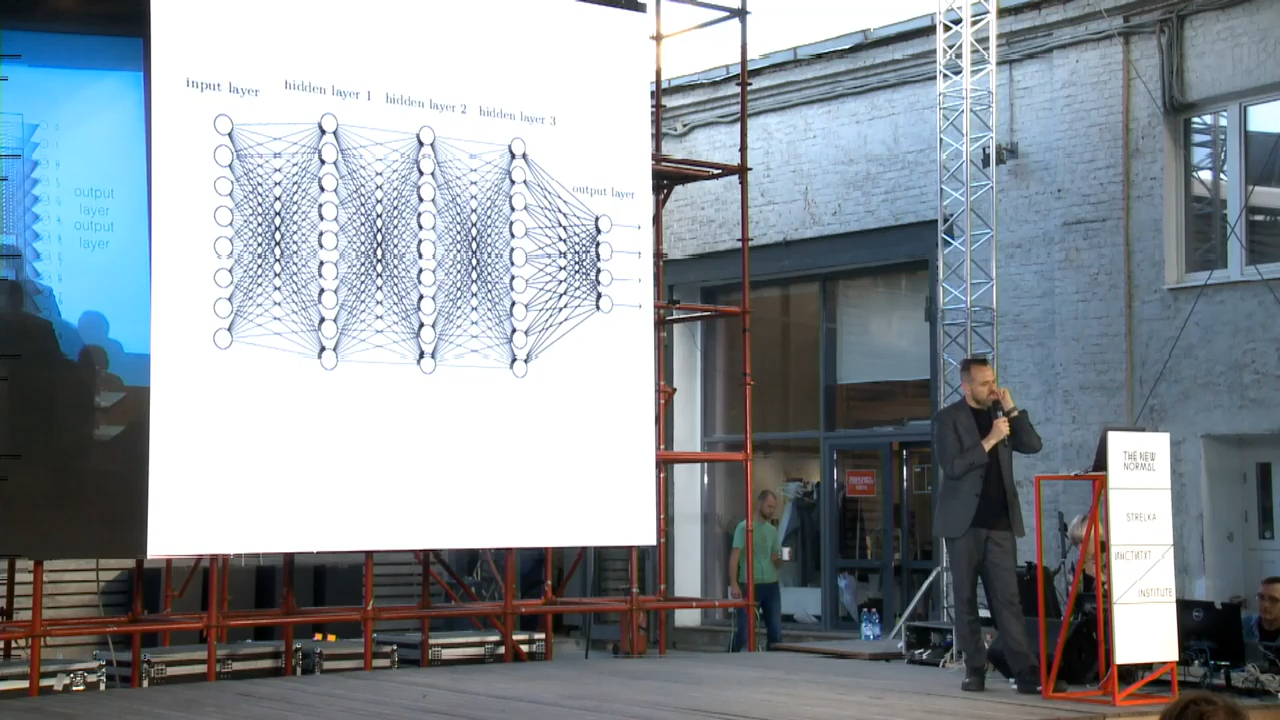 input layer
hidden layer 1
hidden layer 2
hidden layer 3
output layer
output
layer
output
layer
THE NEW
NORMAL
STRELKA
ИНСТИТУТ
INSTITUTE